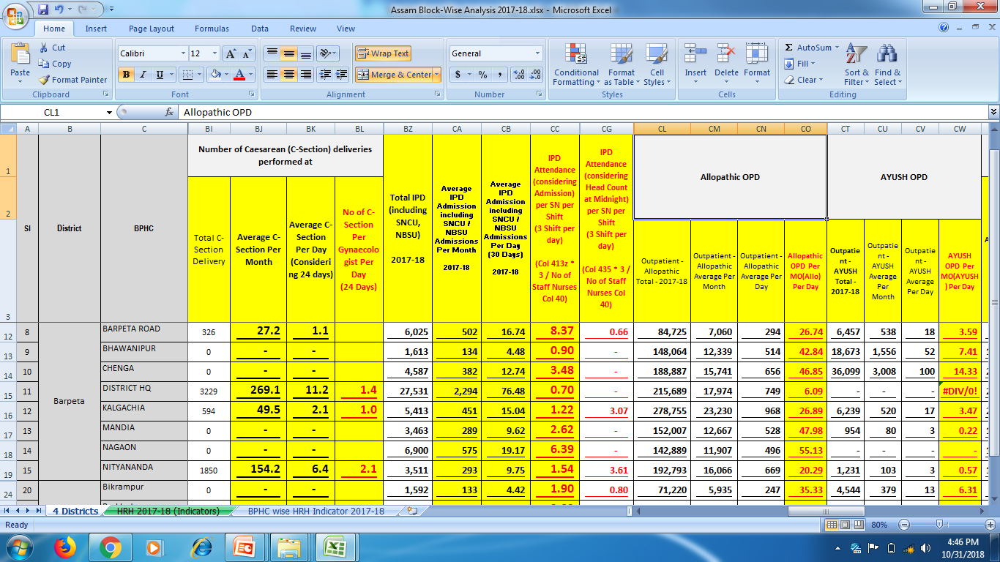 Assam Block-Wise Analysis 2017-18.xlsx - Microsoft Excel
Home Insert Page Layout Formulas Data Review View
Paste Cut Copy Format Painter Clipboard
Calibri 12 B I U Font
Wrap Text Merge & Center Alignment
General $ % , Number
Conditional Formatting Format as Table Cell Styles Styles
Insert Delete Format Cells
AutoSum Fill Clear Sort & Filter Find & Select Editing
CL1 fx Allopathic OPD
A B C BI BJ BK BL BZ CA CB CC CG CL CM CN CO CT CU CV CW
1
2
3
Sl
District
BPHC
Number of Caesarean (C-Section) deliveries
performed at
Total C-
Section
Delivery
Average C-
Section Per
Month
Average C-
Section
Per Day
(Consideri
ng 24 days)
No of C-
Section
Per
Gynaecolo
gist Per
Day
(24 Days)
Total IPD
(including
SNCU,
NBSU)
2017-18
Average
IPD
Admission
including
SNCU /
NBSU
Admissions
Per Month
2017-18
Average
IPD
Admission
including
SNCU /
NBSU
Admissions
Per Day
(30 Days)
2017-18
IPD
Attendance
(considering
Admission)
per SN per
Shift
(3 Shift per
day)
(Col 413z *
3 / No of
Staff Nurses
Col 40)
IPD
Attendance
(considering
Head Count
at Midnight)
per SN per
Shift
(3 Shift per
day)
(Col 435 * 3 /
No of Staff
Nurses Col
40)
Allopathic OPD
Outpatient -
Allopathic
Total - 2017-18
Outpatient -
Allopathic
Average Per
Month
Outpatient -
Allopathic
Average Per
Day
Allopathic
OPD Per
MO(Allo)
Per Day
AYUSH OPD
Outpatie
nt -
AYUSH
Total -
2017-18
Outpatie
nt -
AYUSH
Average
Per
Month
Outpatie
nt -
AYUSH
Average
Per Day
AYUSH
OPD Per
MO(AYUSH
) Per Day
12 8 BARPETA ROAD 326 27.2 1.1 6,025 502 16.74 8.37 0.66 84,725 7,060 294 26.74 6,457 538 18 3.59
13 9 BHAWANIPUR 0 - - 1,613 134 4.48 0.90 - 148,064 12,339 514 42.84 18,673 1,556 52 7.41
14 10 CHENGA 0 - - 4,587 382 12.74 3.48 - 188,887 15,741 656 46.85 36,099 3,008 100 14.33
15 11 DISTRICT HQ 3229 269.1 11.2 1.4 27,531 2,294 76.48 0.70 - 215,689 17,974 749 6.09 - - - #DIV/0!
Barpeta
16 12 KALGACHIA 594 49.5 2.1 1.0 5,413 451 15.04 1.22 3.07 278,755 23,230 968 26.89 6,239 520 17 3.47
17 13 MANDIA 0 - - 3,463 289 9.62 2.62 - 152,007 12,667 528 47.98 954 80 3 0.22
18 14 NAGAON 0 - - 6,900 575 19.17 6.39 - 142,889 11,907 496 55.13 - - - -
19 15 NITYANANDA 1850 154.2 6.4 2.1 3,511 293 9.75 1.54 3.61 192,793 16,066 669 20.29 1,231 103 3 0.57
24 20 Bikrampur 0 - - 1,592 133 4.42 1.90 0.80 71,220 5,935 247 35.33 4,544 379 13 6.31
4 Districts HRH 2017-18 (Indicators) BPHC wise HRH Indicator 2017-18
Ready 80%
4:46 PM
10/31/2018